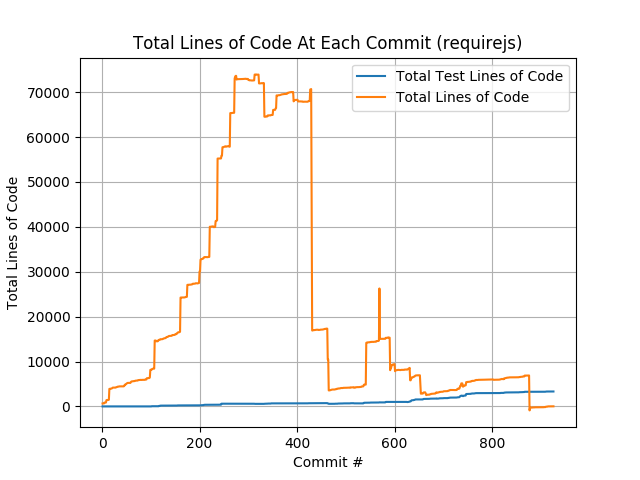 Total Lines of Code At Each Commit (requirejs)
Total Test Lines of Code
Total Lines of Code
70000
60000
50000
40000
30000
20000
10000
0
Total Lines of Code
0 200 400 600 800
Commit #